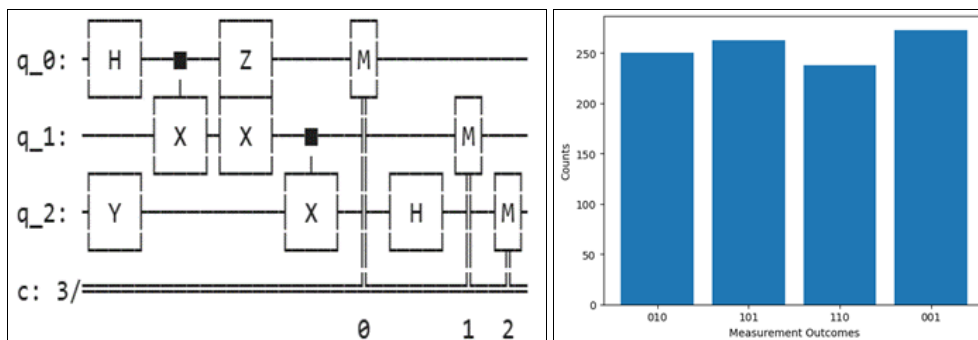 q_0: H Z M
q_1: X X M
q_2: Y X H M
c: 3/
0 1 2
Counts
250
200
150
100
50
0
010 101 110 001
Measurement Outcomes